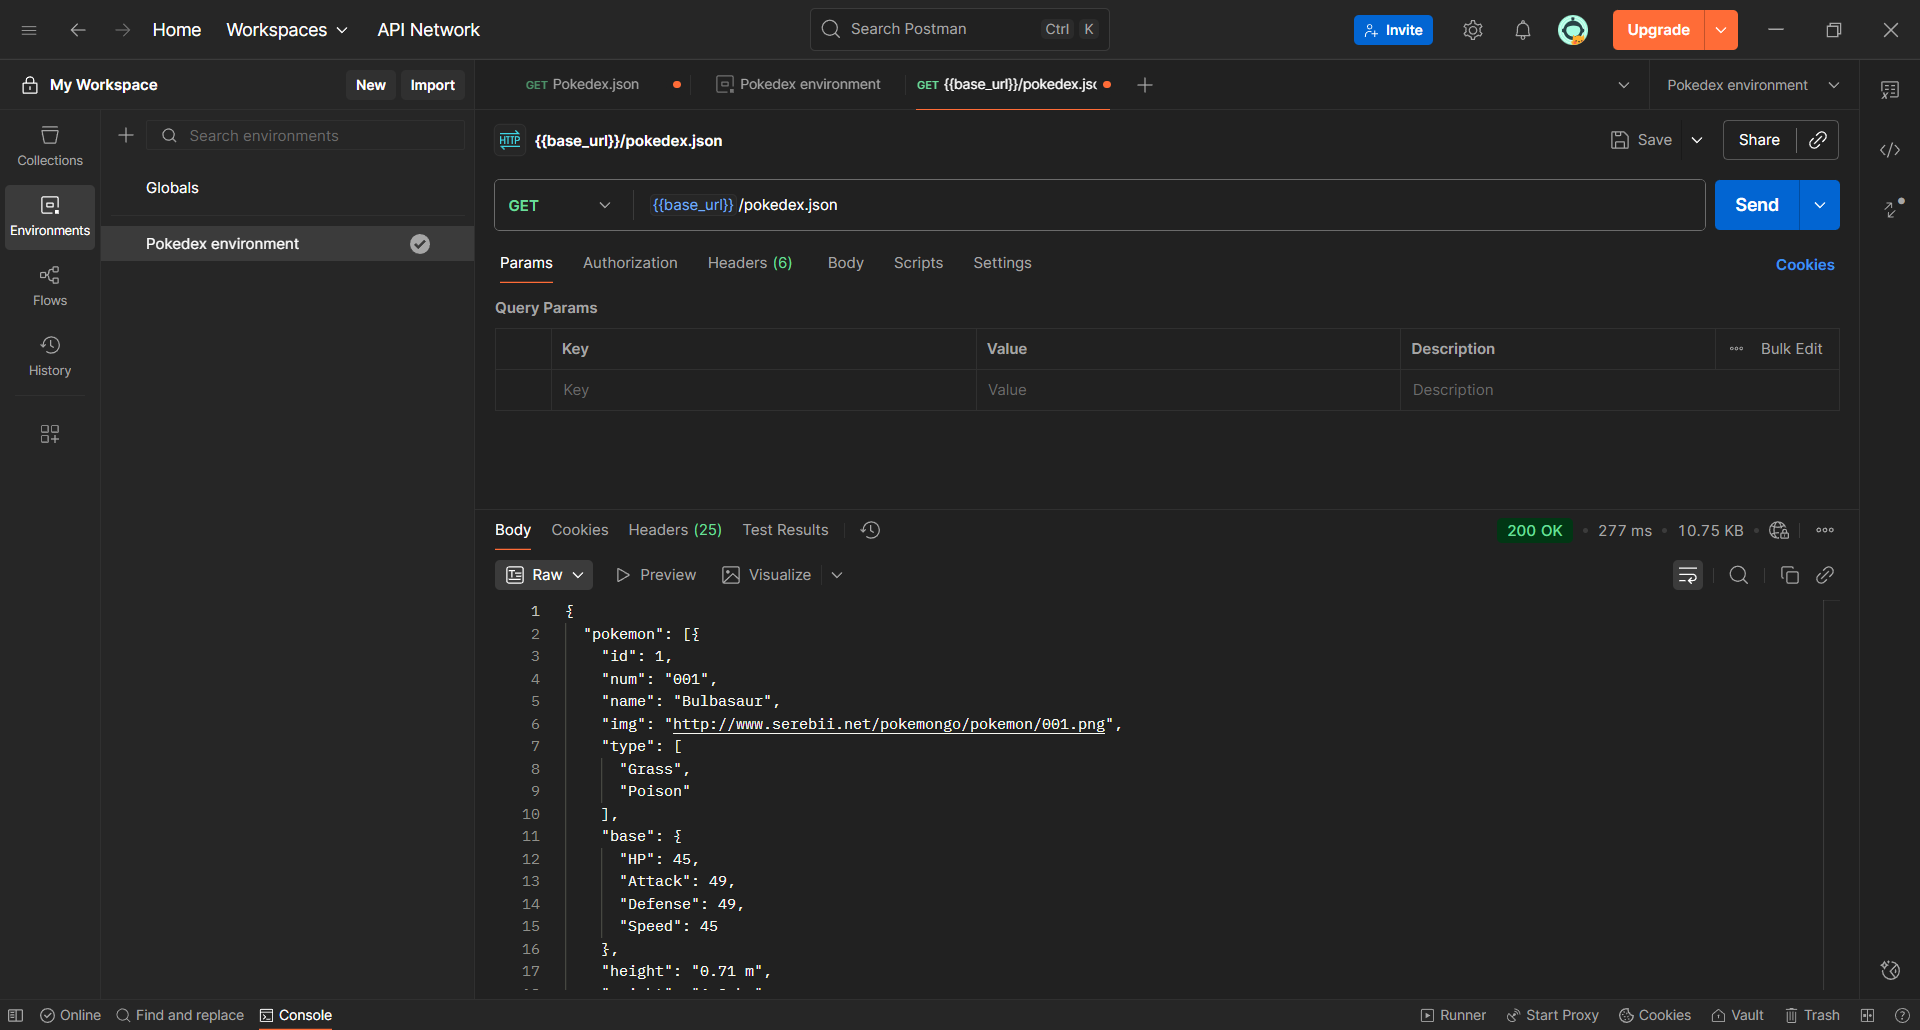 Home
Workspaces
API Network
Search Postman
Ctrl K
Invite
Upgrade
My Workspace
New
Import
GET Pokedex.json
Pokedex environment
GET {{base_url}}/pokedex.jsc
Pokedex environment
Collections
Environments
Flows
History
Search environments
Globals
Pokedex environment
HTTP {{base_url}}/pokedex.json
Save
Share
GET
{{base_url}} /pokedex.json
Send
Params
Authorization
Headers (6)
Body
Scripts
Settings
Cookies
Query Params
Key Value Description Bulk Edit
Key Value Description
Body
Cookies
Headers (25)
Test Results
200 OK
277 ms
10.75 KB
Raw
Preview
Visualize
1 {
2 "pokemon": [{
3 "id": 1,
4 "num": "001",
5 "name": "Bulbasaur",
6 "img": "http://www.serebii.net/pokemongo/pokemon/001.png",
7 "type": [
8 "Grass",
9 "Poison"
10 ],
11 "base": {
12 "HP": 45,
13 "Attack": 49,
14 "Defense": 49,
15 "Speed": 45
16 },
17 "height": "0.71 m",
Online
Find and replace
Console
Runner
Start Proxy
Cookies
Vault
Trash